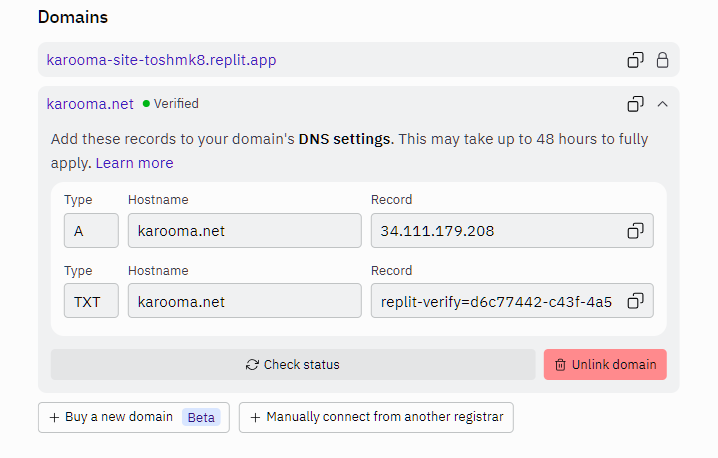 Domains
karooma-site-toshmk8.replit.app
karooma.net Verified
Add these records to your domain's DNS settings. This may take up to 48 hours to fully
apply. Learn more
Type Hostname Record
A karooma.net 34.111.179.208
Type Hostname Record
TXT karooma.net replit-verify=d6c77442-c43f-4a5
Check status Unlink domain
+ Buy a new domain Beta + Manually connect from another registrar